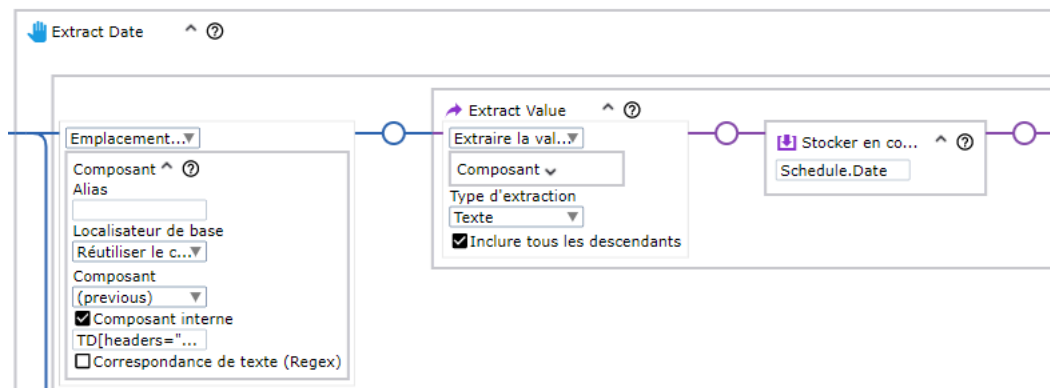 Extract Date
Extract Value
Emplacement...
Extraire la val...
Stocker en co...
Composant
Composant
Schedule.Date
Alias
Type d'extraction
Texte
Localisateur de base
Inclure tous les descendants
Réutiliser le c...
Composant
(previous)
Composant interne
TD[headers="...
Correspondance de texte (Regex)